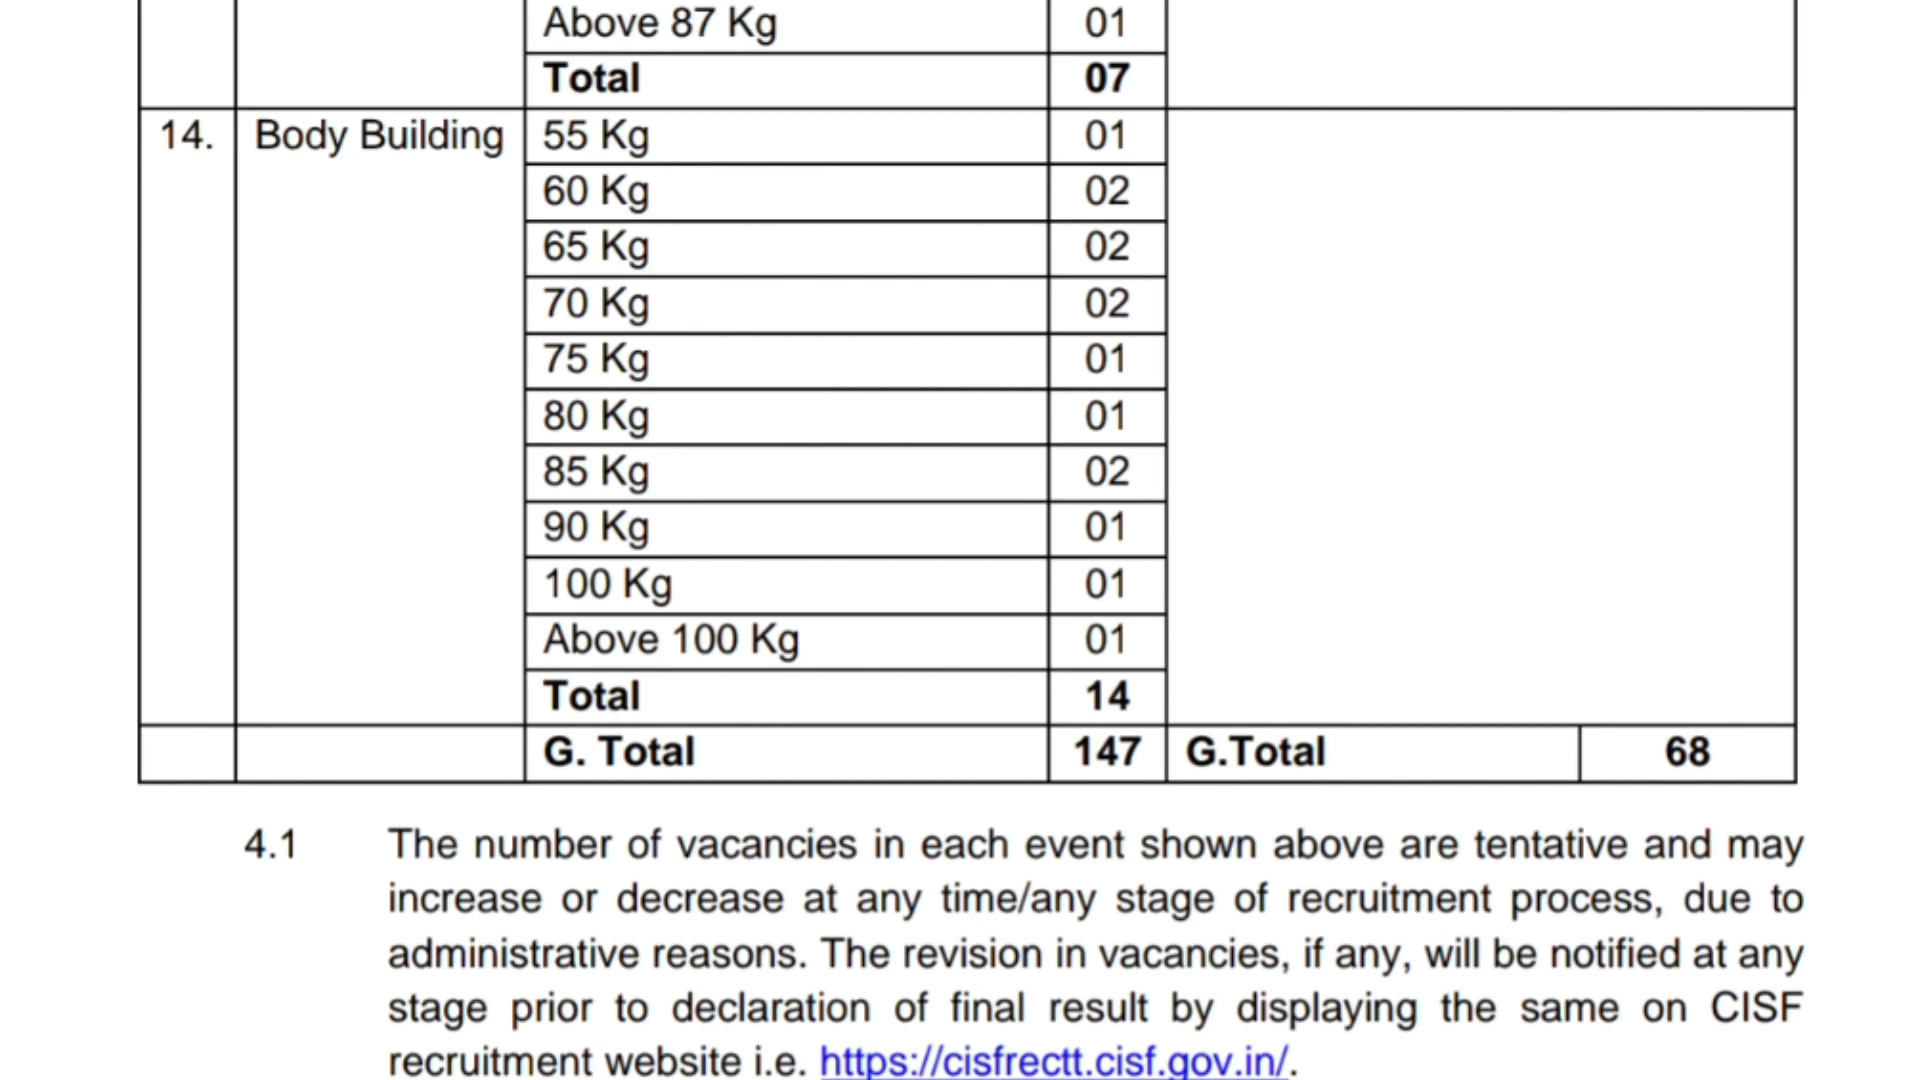 Above 87 Kg 01
Total 07
14. Body Building 55 Kg 01
60 Kg 02
65 Kg 02
70 Kg 02
75 Kg 01
80 Kg 01
85 Kg 02
90 Kg 01
100 Kg 01
Above 100 Kg 01
Total 14
G. Total 147 G.Total 68
4.1 The number of vacancies in each event shown above are tentative and may
increase or decrease at any time/any stage of recruitment process, due to
administrative reasons. The revision in vacancies, if any, will be notified at any
stage prior to declaration of final result by displaying the same on CISF
recruitment website i.e. https://cisfrectt.cisf.gov.in/.